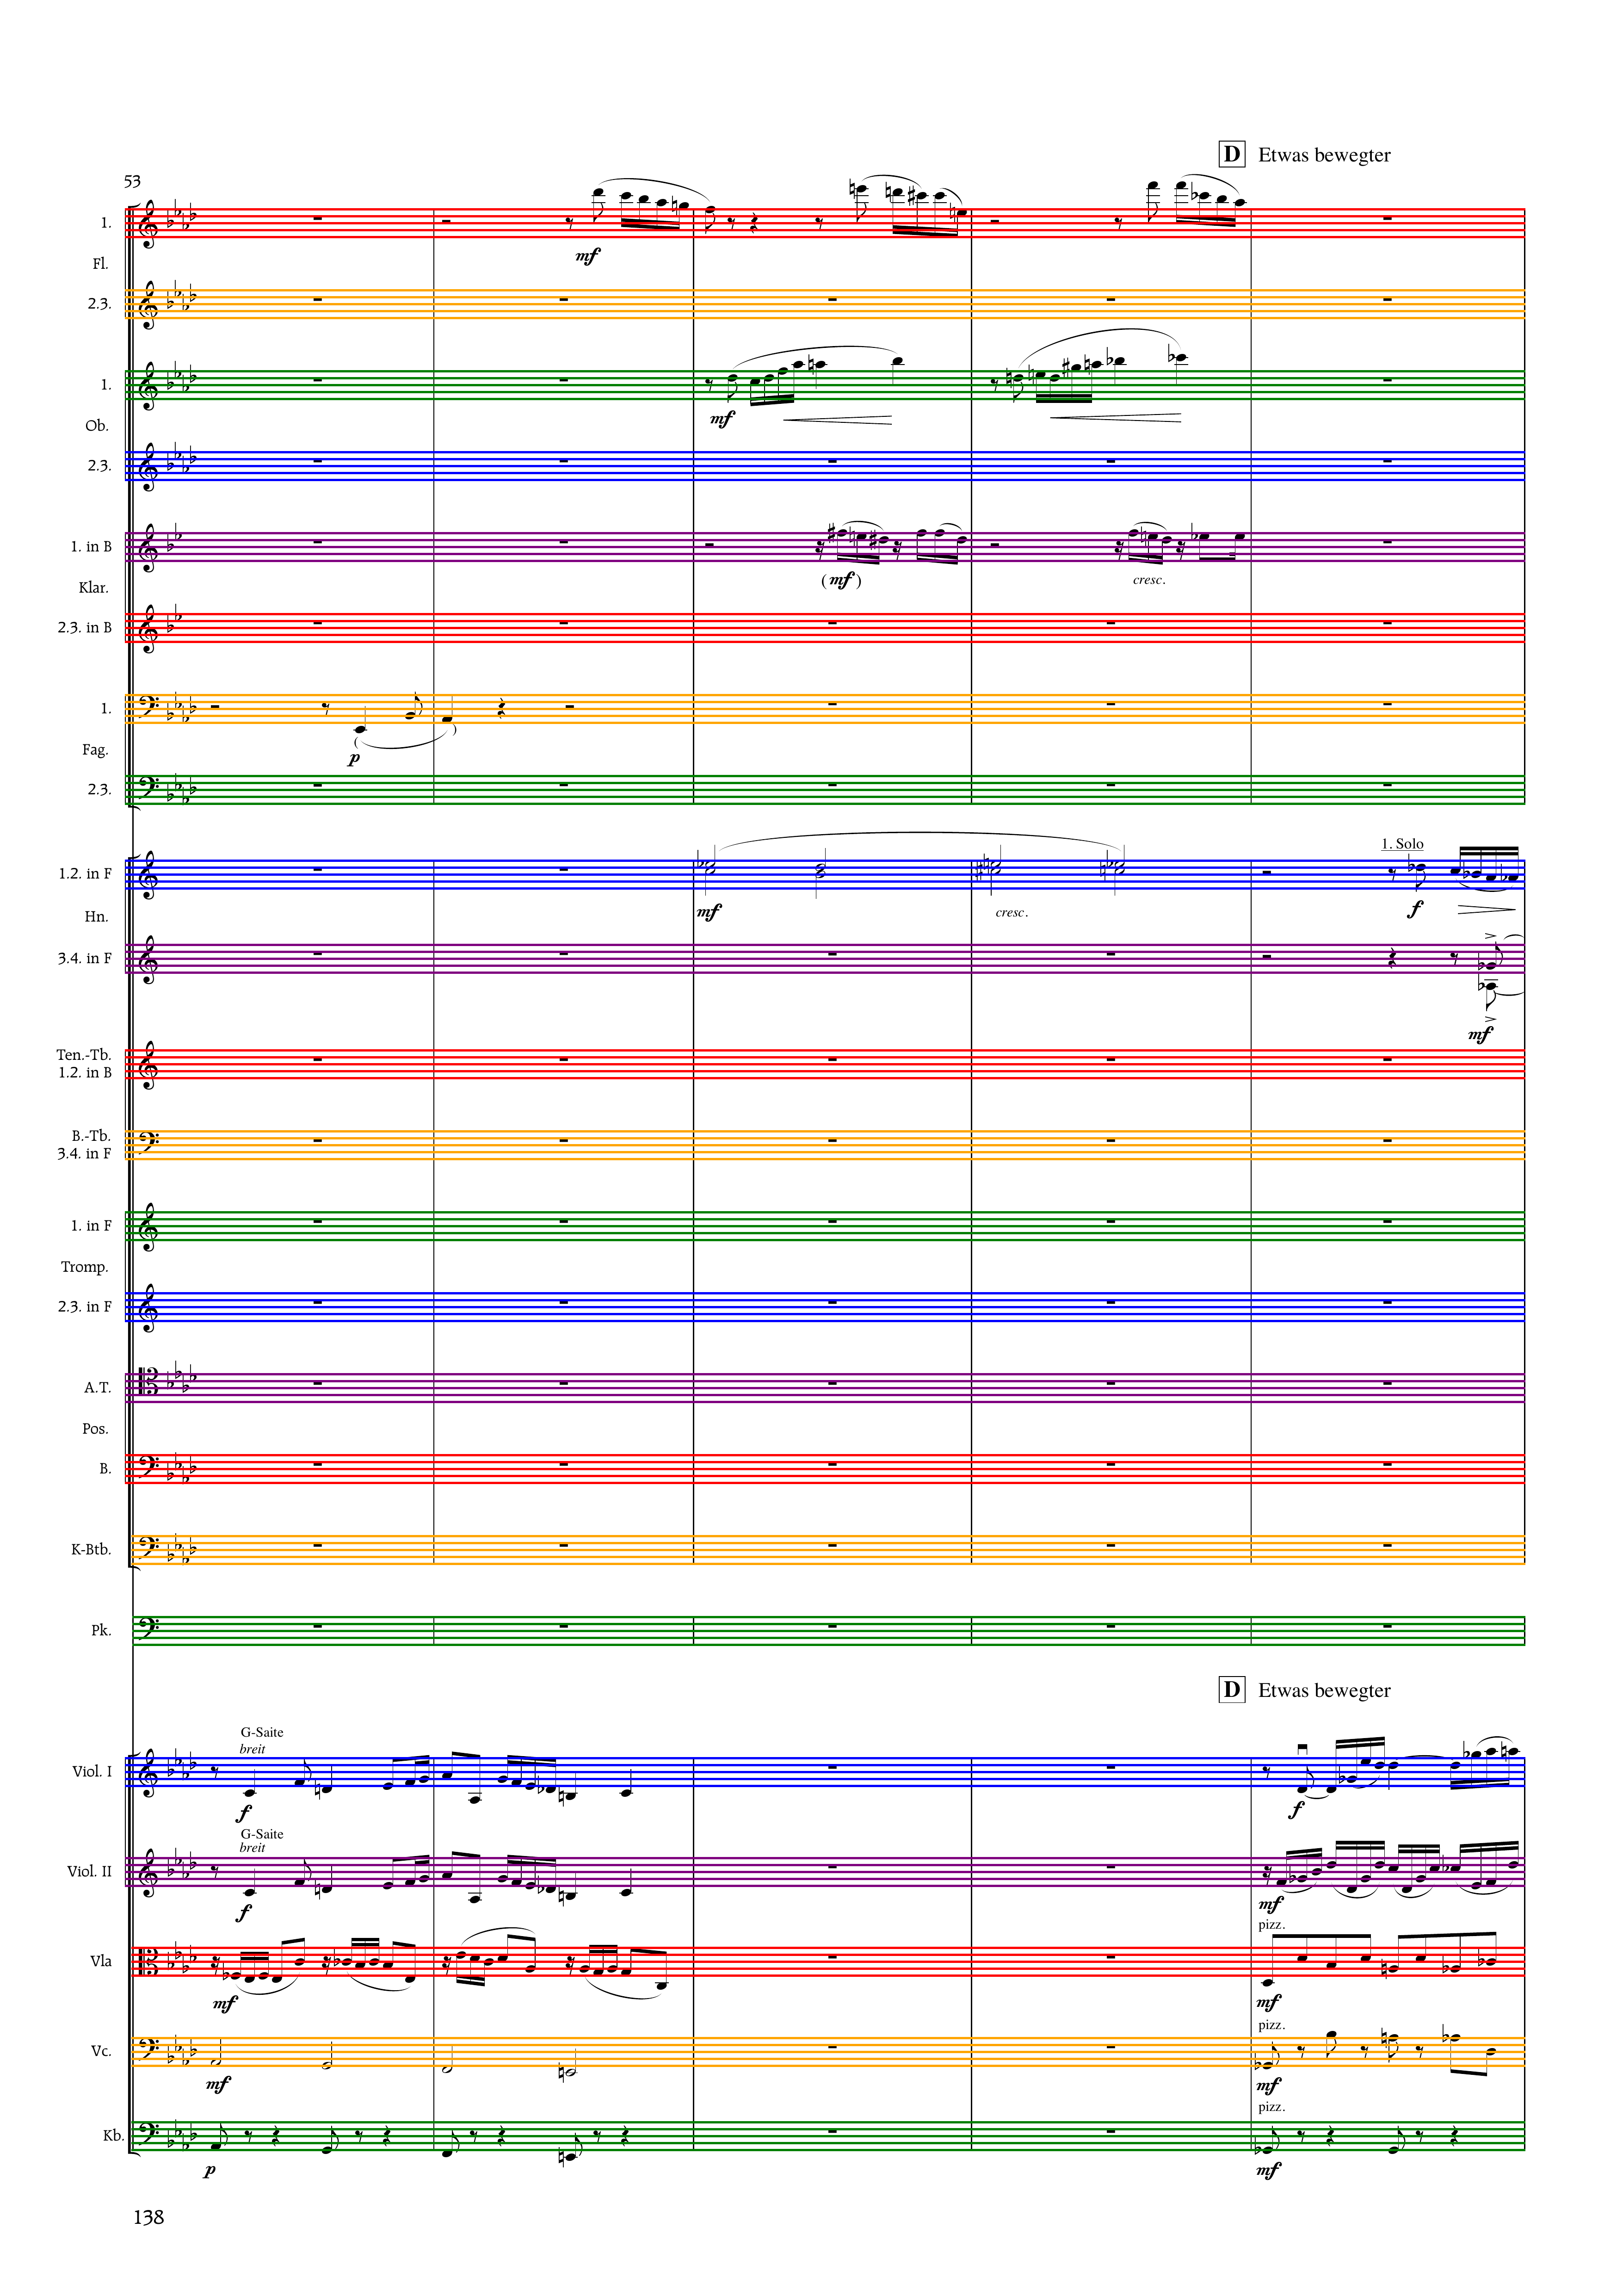 D Etwas bewegter
53
1.
mf
Fl.
2.3.
1.
mf
Ob.
2.3.
1. in B
(mf)
cresc.
Klar.
2.3. in B
1.
p
Fag.
2.3.
1. Solo
1.2. in F
mf
cresc.
f
Hn.
3.4. in F
mf
Ten.-Tb.
1.2. in B
B.-Tb.
3.4. in F
1. in F
Tromp.
2.3. in F
A.T.
Pos.
B.
K-Btb.
Pk.
D Etwas bewegter
G-Saite
breit
Viol. I
f
f
G-Saite
breit
Viol. II
f
mf
pizz.
Vla
mf
mf
pizz.
Vc.
mf
mf
pizz.
Kb.
p
mf
138